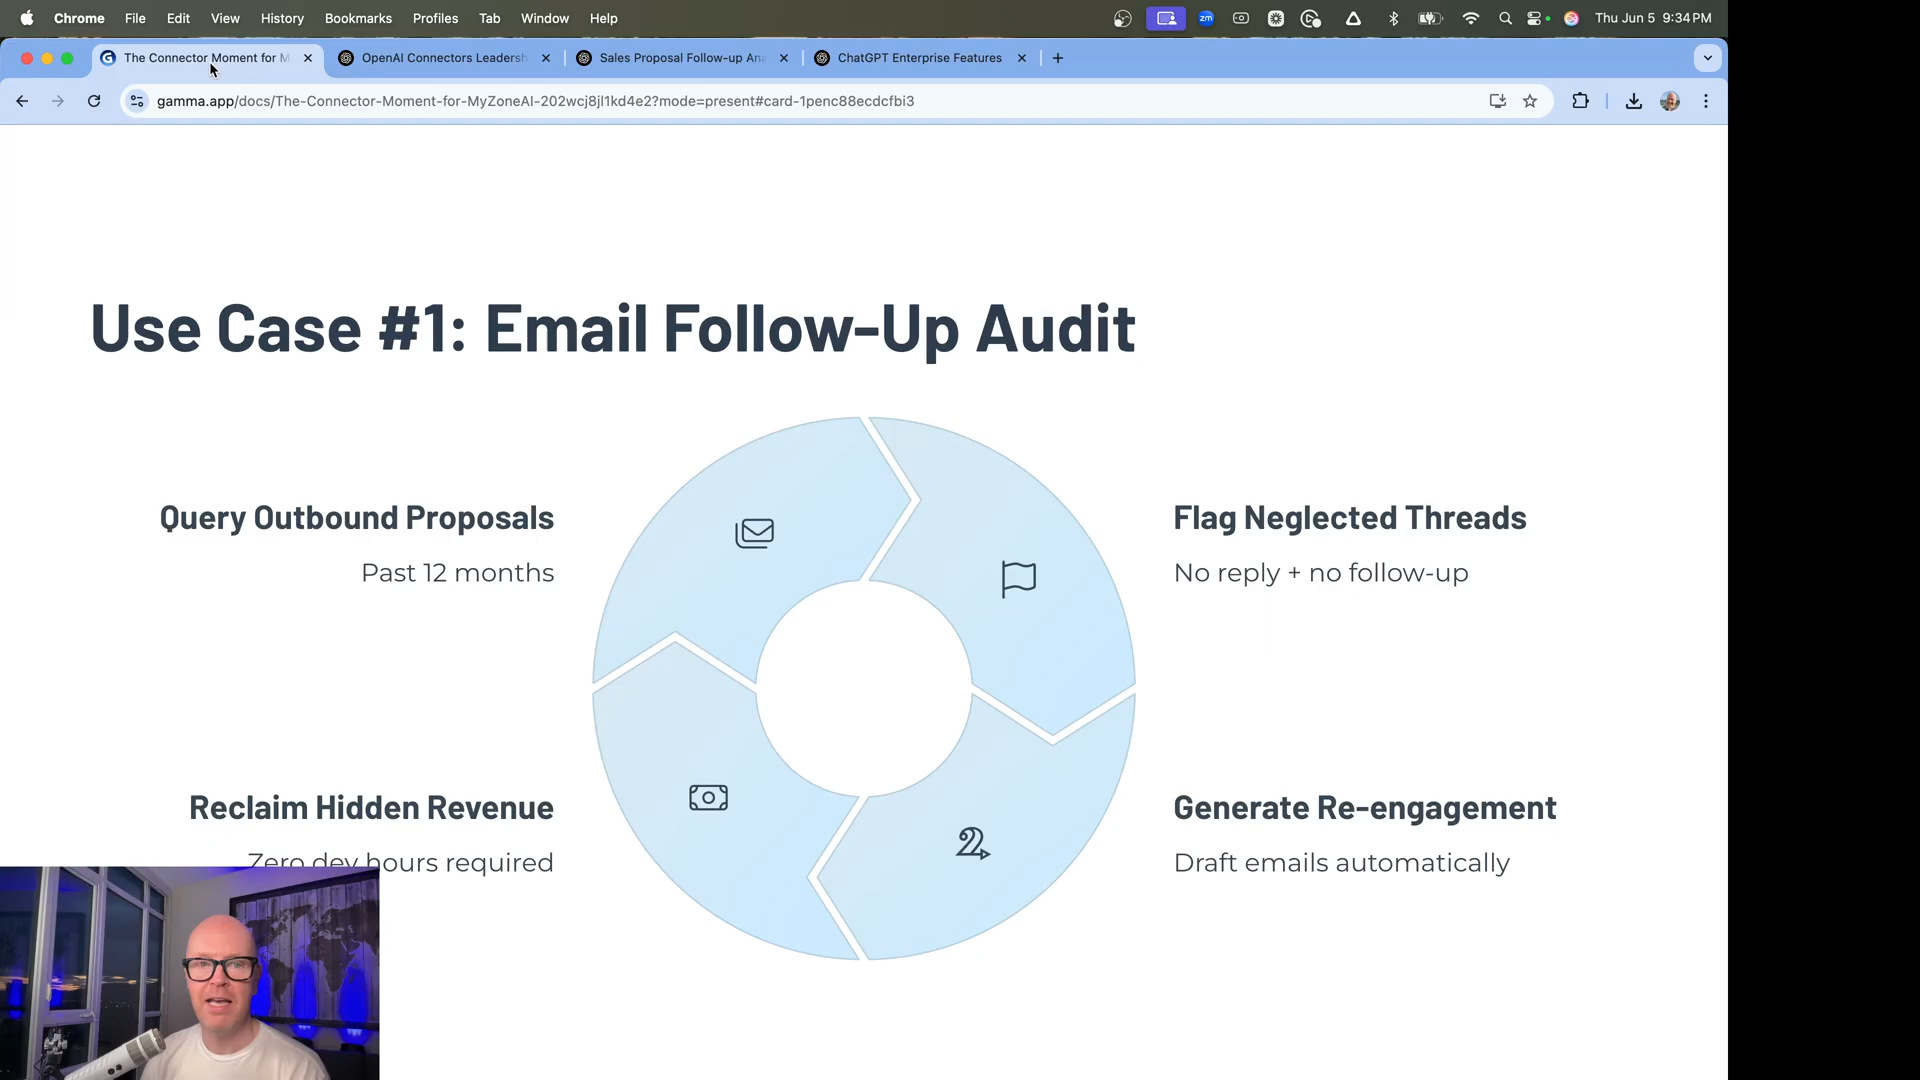 Chrome File Edit View History Bookmarks Profiles Tab Window Help
zm
Thu Jun 5 9:34 PM
The Connector Moment for M
OpenAI Connectors Leadersh
Sales Proposal Follow-up Ana
ChatGPT Enterprise Features
gamma.app/docs/The-Connector-Moment-for-MyZoneAI-202wcj8jl1kd4e2?mode=present#card-1penc88ecdcfbi3
Use Case #1: Email Follow-Up Audit
Query Outbound Proposals
Past 12 months
Flag Neglected Threads
No reply + no follow-up
Reclaim Hidden Revenue
Zero dev hours required
Generate Re-engagement
Draft emails automatically